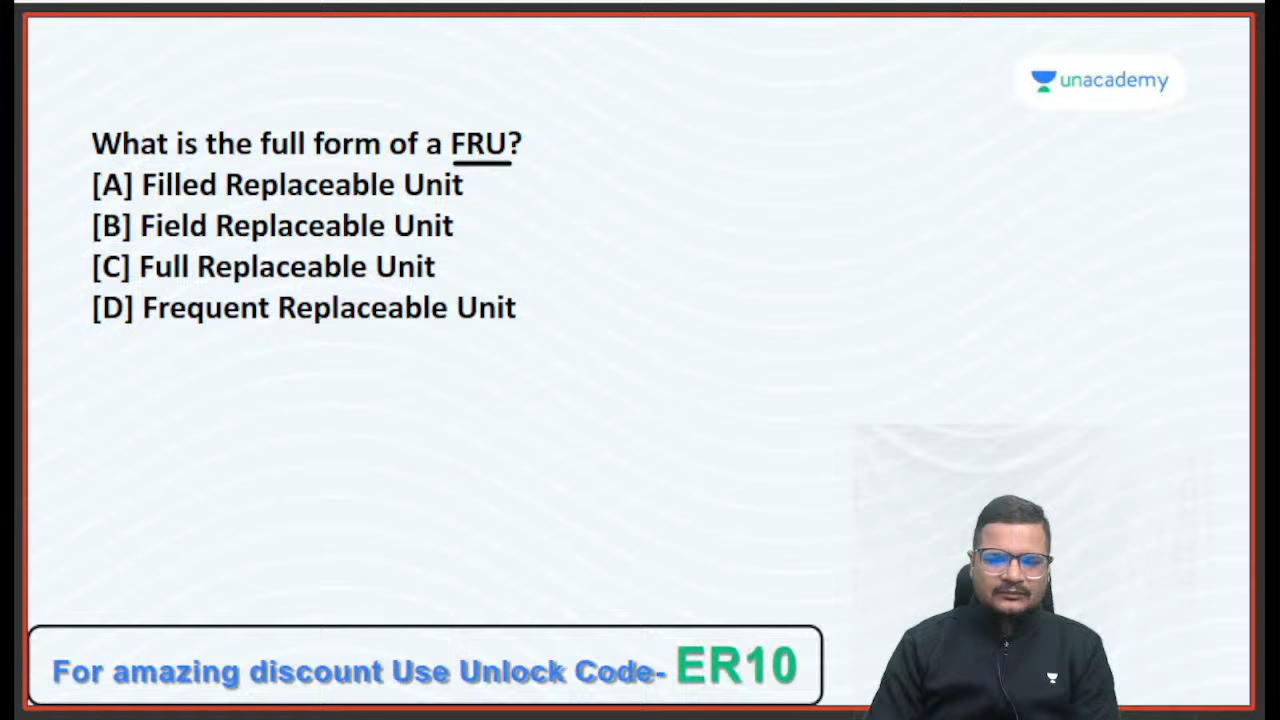 unacademy
What is the full form of a FRU?
[A] Filled Replaceable Unit
[B] Field Replaceable Unit
[C] Full Replaceable Unit
[D] Frequent Replaceable Unit
For amazing discount Use Unlock Code- ER10